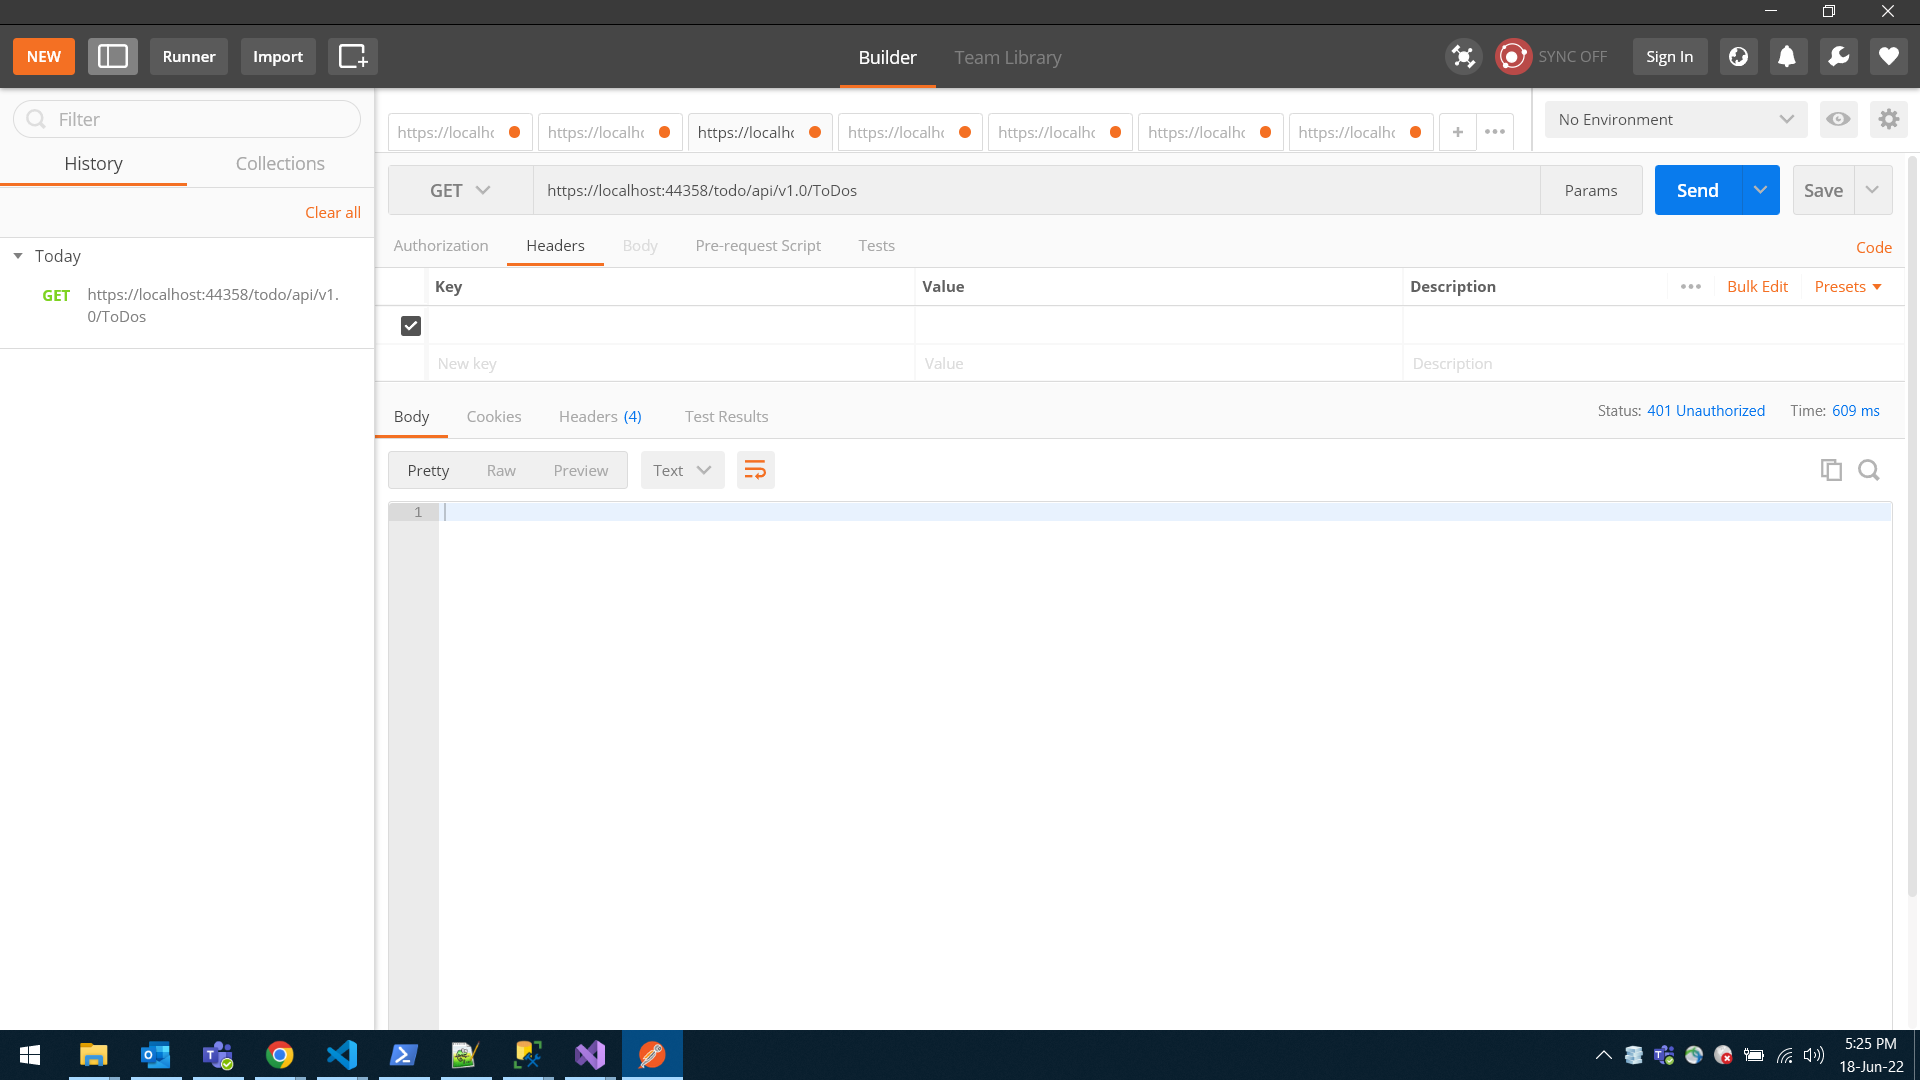 NEW
Runner
Import
Builder
Team Library
SYNC OFF
Sign In
Filter
History
Collections
Clear all
Today
GET
https://localhost:44358/todo/api/v1.
0/ToDos
https://localhc
https://localhc
https://localhc
https://localhc
https://localhc
https://localhc
https://localhc
No Environment
GET
https://localhost:44358/todo/api/v1.0/ToDos
Params
Send
Save
Authorization
Headers
Body
Pre-request Script
Tests
Code
Key
Value
Description
Bulk Edit
Presets
New key
Value
Description
Body
Cookies
Headers (4)
Test Results
Status: 401 Unauthorized
Time: 609 ms
Pretty
Raw
Preview
Text
1
5:25 PM
18-Jun-22